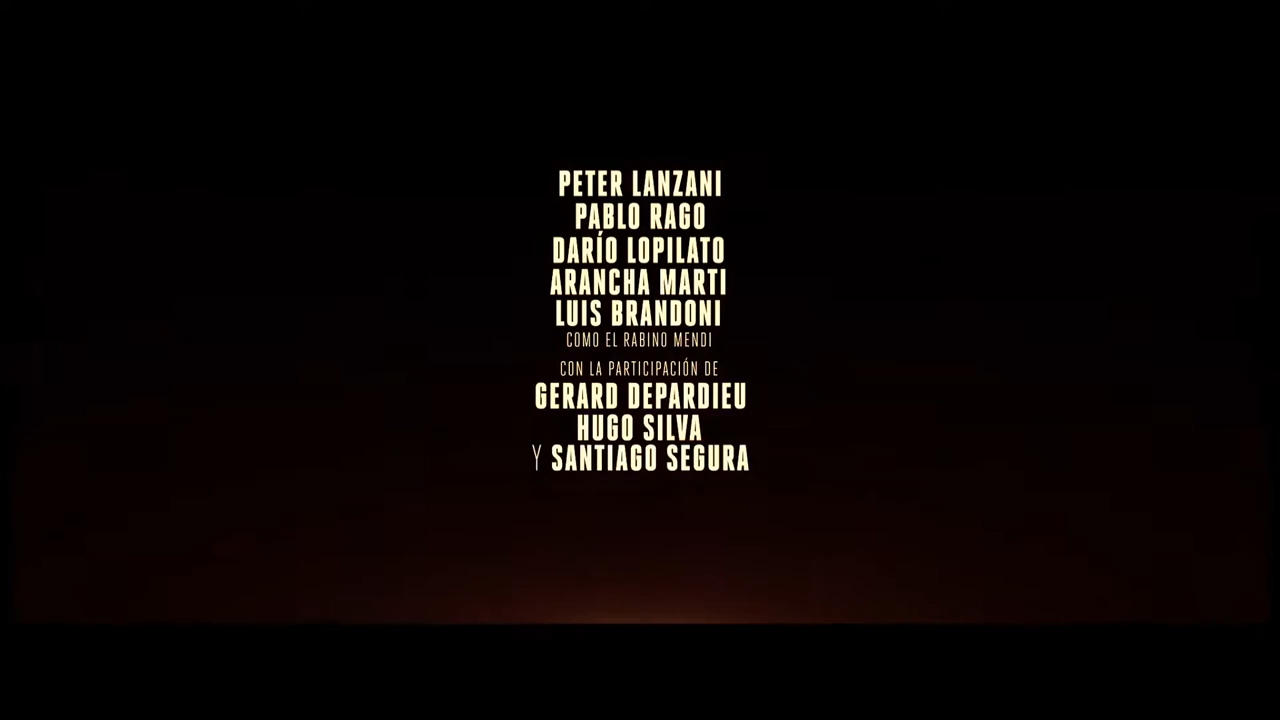 PETER LANZANI
PABLO RAGO
DARÍO LOPILATO
ARANCHA MARTI
LUIS BRANDONI
COMO EL RABINO MENDI
CON LA PARTICIPACIÓN DE
GERARD DEPARDIEU
HUGO SILVA
Y SANTIAGO SEGURA